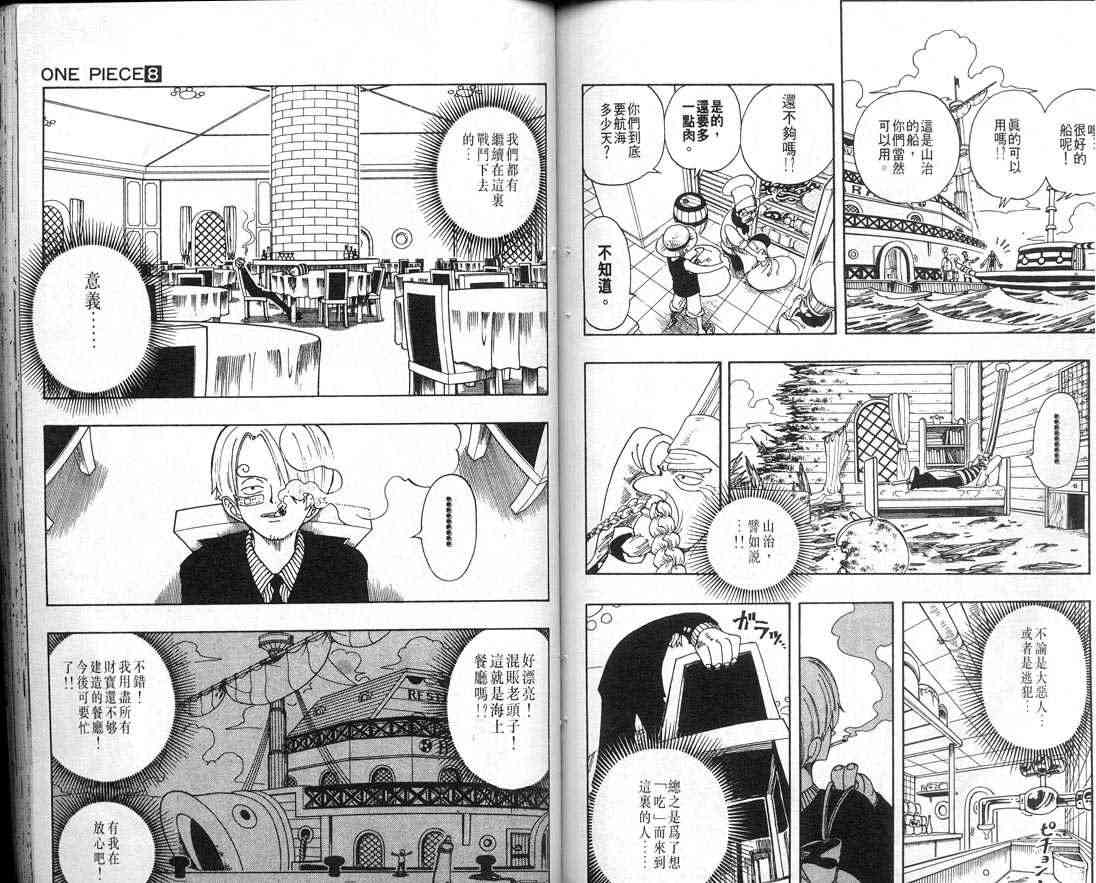 很好的
船呢！
真的可以
用嗎!?
這是山治
的船，
你們當然
可以用。
還不夠嗎!?
是的，
還要多
一點肉。
你們到底
要航海
多少天？
不知道。
………
山治，
譬如說
…!!
不論是大惡人…
或者是逃犯…
ピチョン
ガラッ…
總之是為了想
「吃」而來到
這裏的人……
ONE PIECE 8
我們都有
繼續在這裏
戰鬥下去
的…
意義……
………
好漂亮！
混賬老頭子！
這就是海上
餐廳嗎!?
不錯！
我用盡所有
財寶還不夠
建造的餐廳！
今後可要忙
了!!
有我在
放心吧！
REST